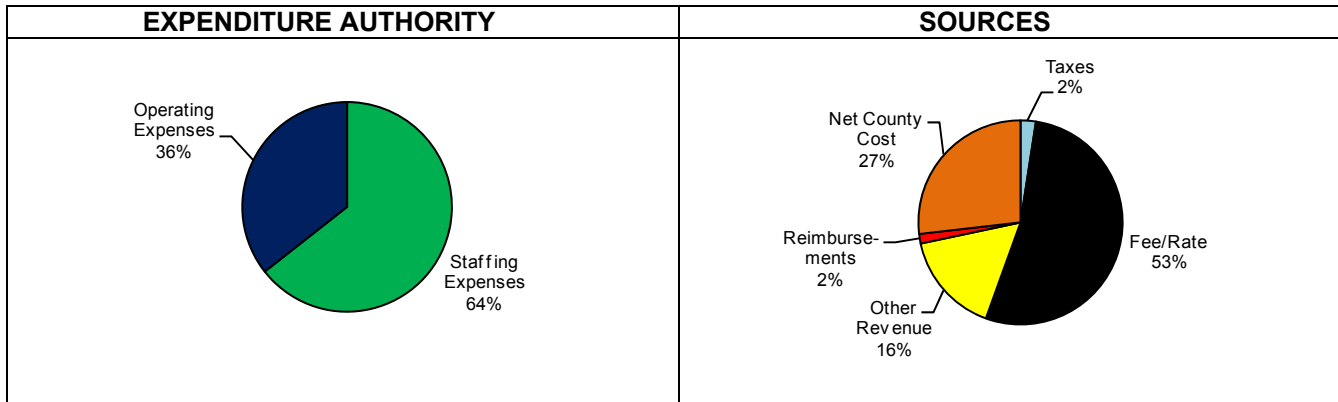 EXPENDITURE AUTHORITY
Operating
Expenses
36%
Staffing
Expenses
64%
SOURCES
Taxes
2%
Net County
Cost
27%
Reimburse-
ments
2%
Fee/Rate
53%
Other
Revenue
16%